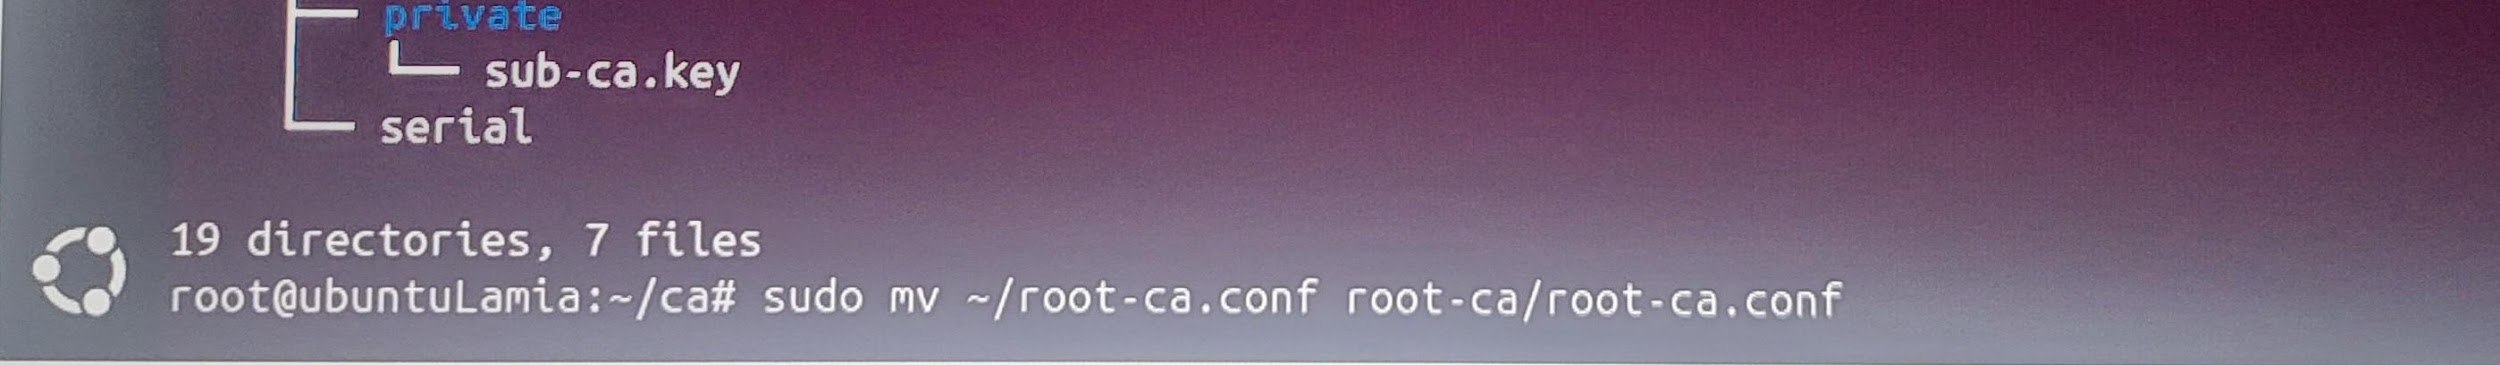 private
sub-ca.key
serial
19 directories, 7 files
root@ubuntuLamia:~/ca# sudo mv ~/root-ca.conf root-ca/root-ca.conf